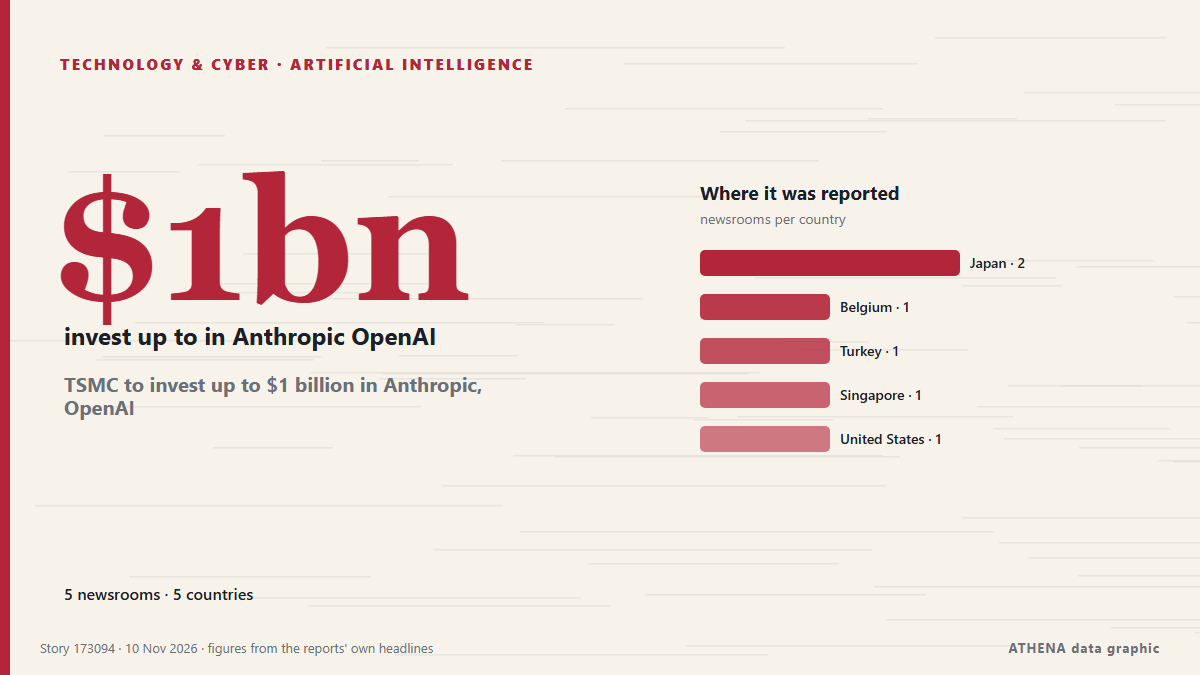 TECHNOLOGY & CYBER · ARTIFICIAL INTELLIGENCE
$1bn
invest up to in Anthropic OpenAI
TSMC to invest up to $1 billion in Anthropic,
OpenAI
Where it was reported
newsrooms per country
Japan · 2
Belgium · 1
Turkey · 1
Singapore · 1
United States · 1
5 newsrooms · 5 countries
Story 173094 · 10 Nov 2026 · figures from the reports' own headlines
ATHENA data graphic